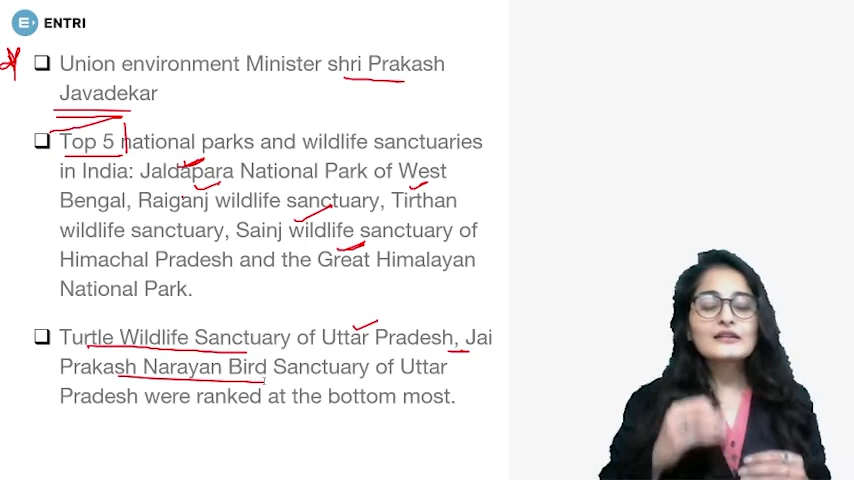 ENTRI
Union environment Minister shri Prakash
Javadekar
Top 5 national parks and wildlife sanctuaries
in India: Jaldapara National Park of West
Bengal, Raiganj wildlife sanctuary, Tirthan
wildlife sanctuary, Sainj wildlife sanctuary of
Himachal Pradesh and the Great Himalayan
National Park.
Turtle Wildlife Sanctuary of Uttar Pradesh, Jai
Prakash Narayan Bird Sanctuary of Uttar
Pradesh were ranked at the bottom most.